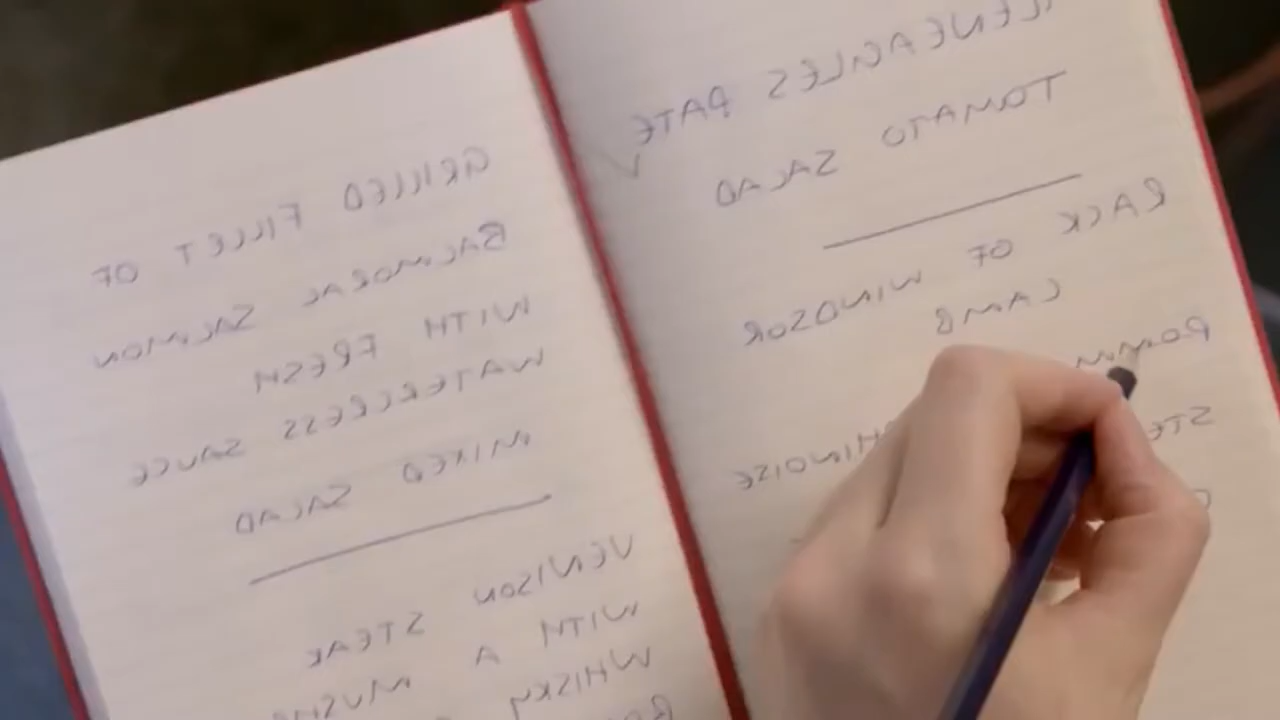 GLENEAGLES PATE
TOMATO SALAD
RACK OF WINDSOR
LAMB
GRILLED FILLET OF
BALMORAL SALMON
WITH FRESH
WATERCRESS SAUCE
MIXED SALAD
VENISON STEAK
WITH A
WHISKY